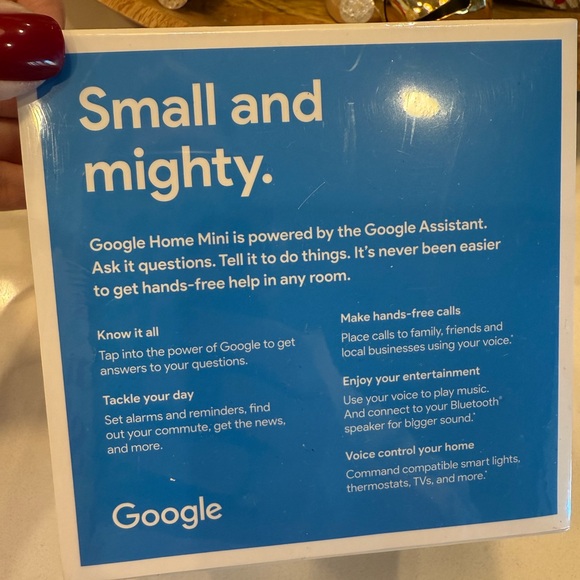 Small and
mighty.
Google Home Mini is powered by the Google Assistant.
Ask it questions. Tell it to do things. It's never been easier
to get hands-free help in any room.
Know it all
Tap into the power of Google to get
answers to your questions.
Tackle your day
Set alarms and reminders, find
out your commute, get the news,
and more.
Make hands-free calls
Place calls to family, friends and
local businesses using your voice.*
Enjoy your entertainment
Use your voice to play music.
And connect to your Bluetooth®
speaker for bigger sound.*
Voice control your home
Command compatible smart lights,
thermostats, TVs, and more.*
Google